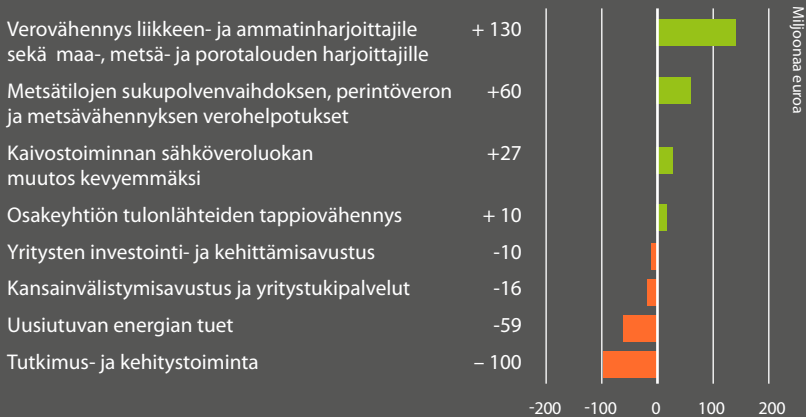 Verovähennys liikkeen- ja ammatinharjoittajile + 130
sekä maa-, metsä- ja porotalouden harjoittajille
Metsätilojen sukupolvenvaihdoksen, perintöveron +60
ja metsävähennyksen verohelpotukset
Kaivostoiminnan sähköveroluokan +27
muutos kevyemmäksi
Osakeyhtiön tulonlähteiden tappiovähennys + 10
Yritysten investointi- ja kehittämisavustus -10
Kansainvälistymisavustus ja yritystukipalvelut -16
Uusiutuvan energian tuet -59
Tutkimus- ja kehitystoiminta – 100
-200 -100 0 100 200
Miljoonaa euroa